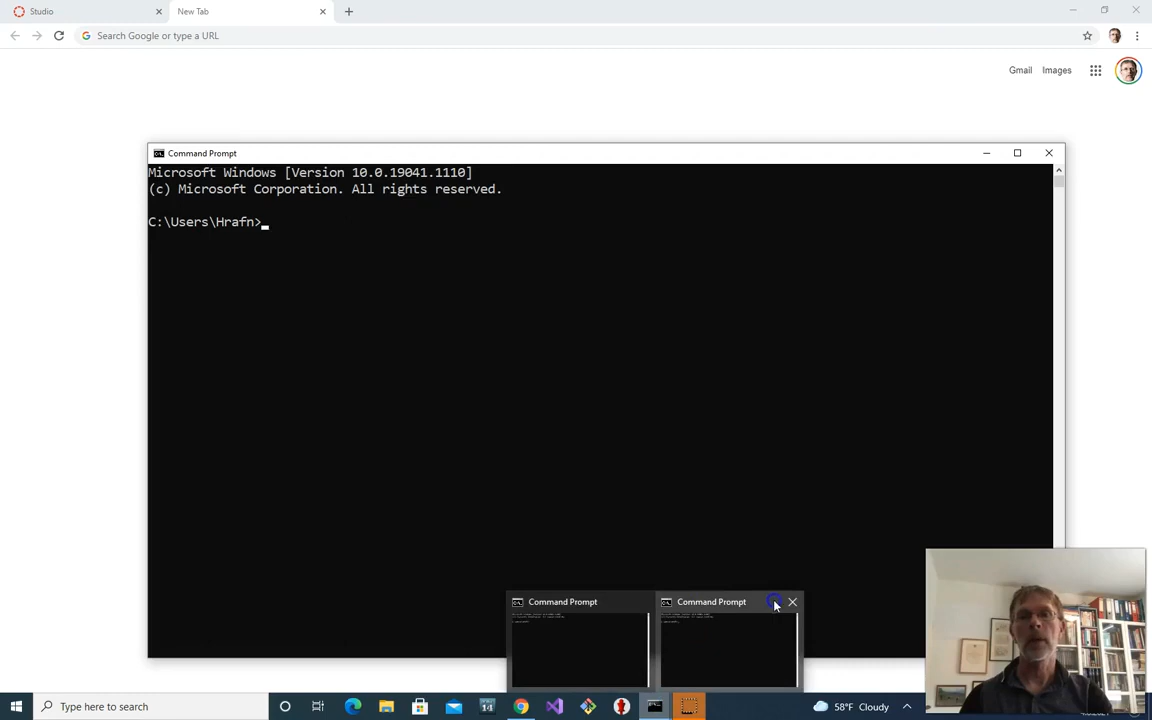 Studio
New Tab
Search Google or type a URL
Gmail
Images
Command Prompt
Microsoft Windows [Version 10.0.19041.1110]
(c) Microsoft Corporation. All rights reserved.
C:\Users\Hrafn>
Command Prompt
Command Prompt
Type here to search
58°F Cloudy